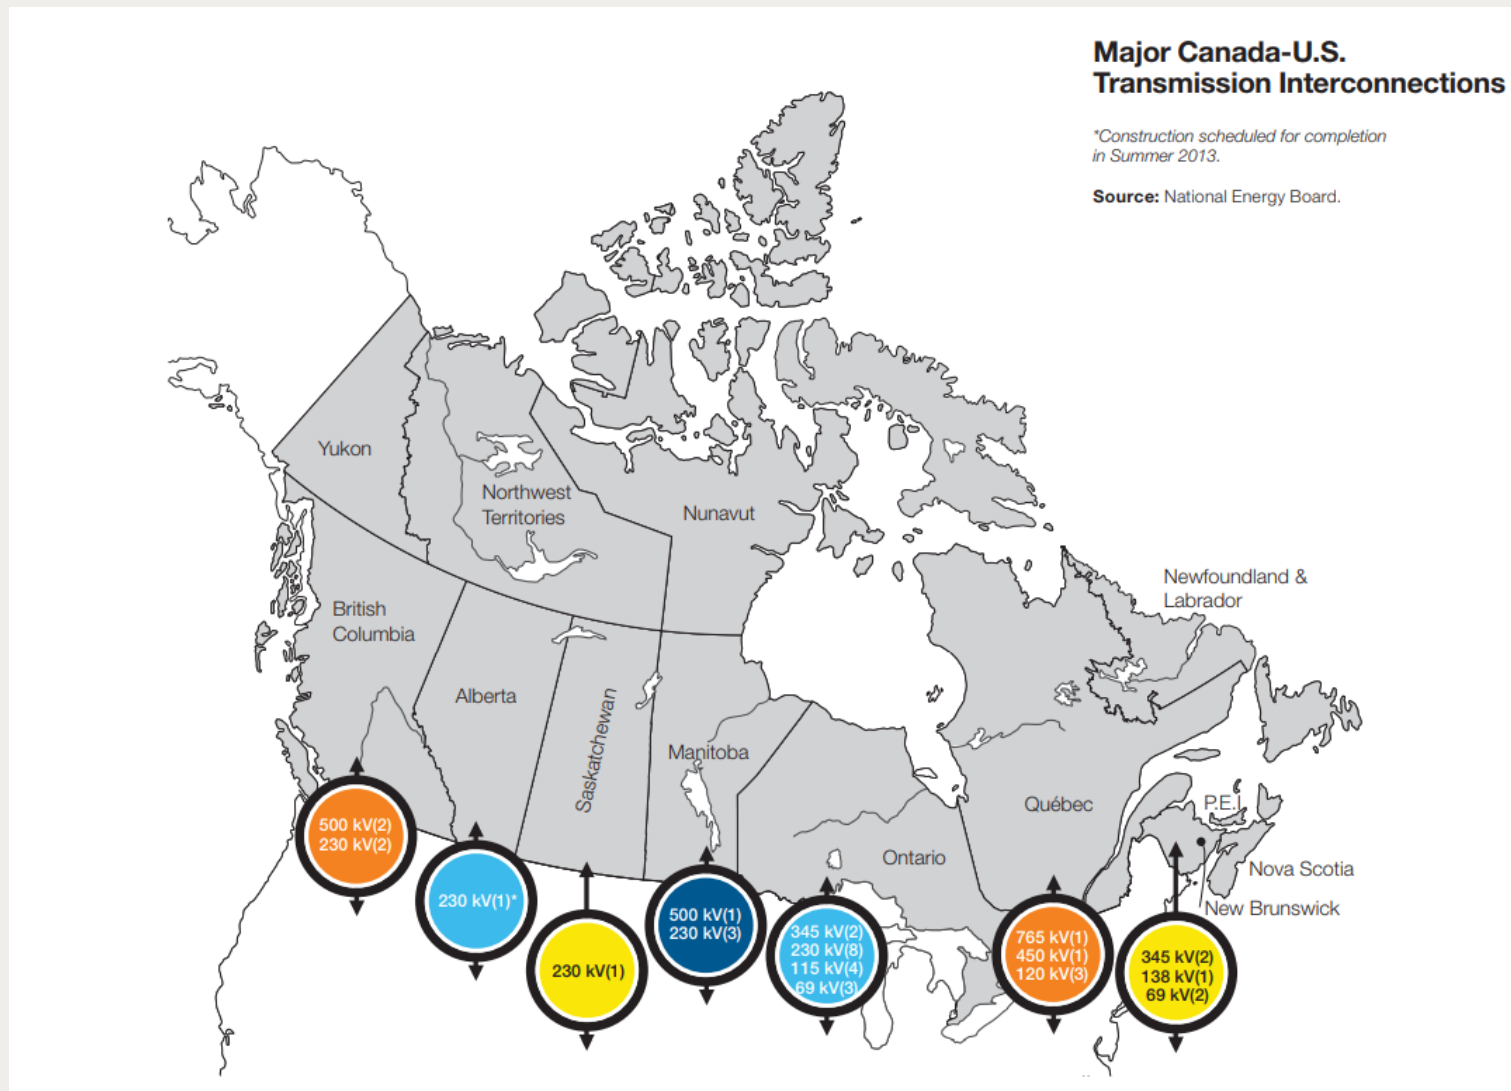 Major Canada-U.S.
Transmission Interconnections
*Construction scheduled for completion
in Summer 2013.
Source: National Energy Board.
Yukon
Northwest
Territories
Nunavut
Newfoundland &
Labrador
British
Columbia
Alberta
Saskatchewan
Manitoba
Ontario
Québec
P.E.I.
Nova Scotia
New Brunswick
500 kV(2)
230 kV(2)
230 kV(1)*
230 kV(1)
500 kV(1)
230 kV(3)
345 kV(2)
230 kV(8)
115 kV(4)
69 kV(3)
765 kV(1)
450 kV(1)
120 kV(3)
345 kV(2)
138 kV(1)
69 kV(2)